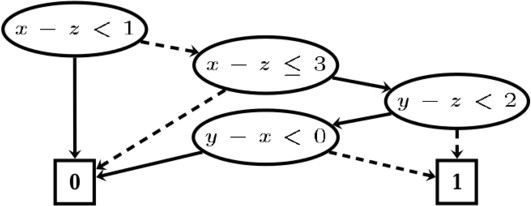 x − z < 1
x − z ≤ 3
y − z < 2
y − x < 0
0
1